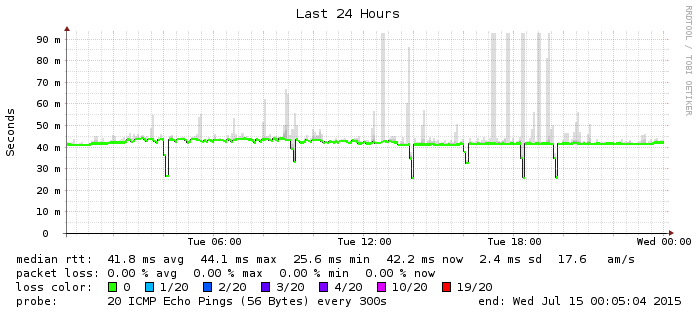 Last 24 Hours
RRDTOOL / TOBI OETIKER
Seconds
90 m
80 m
70 m
60 m
50 m
40 m
30 m
20 m
10 m
0
Tue 06:00 Tue 12:00 Tue 18:00 Wed 00:00
median rtt: 41.8 ms avg 44.1 ms max 25.6 ms min 42.2 ms now 2.4 ms sd 17.6 am/s
packet loss: 0.00 % avg 0.00 % max 0.00 % min 0.00 % now
loss color: 0 1/20 2/20 3/20 4/20 10/20 19/20
probe: 20 ICMP Echo Pings (56 Bytes) every 300s end: Wed Jul 15 00:05:04 2015